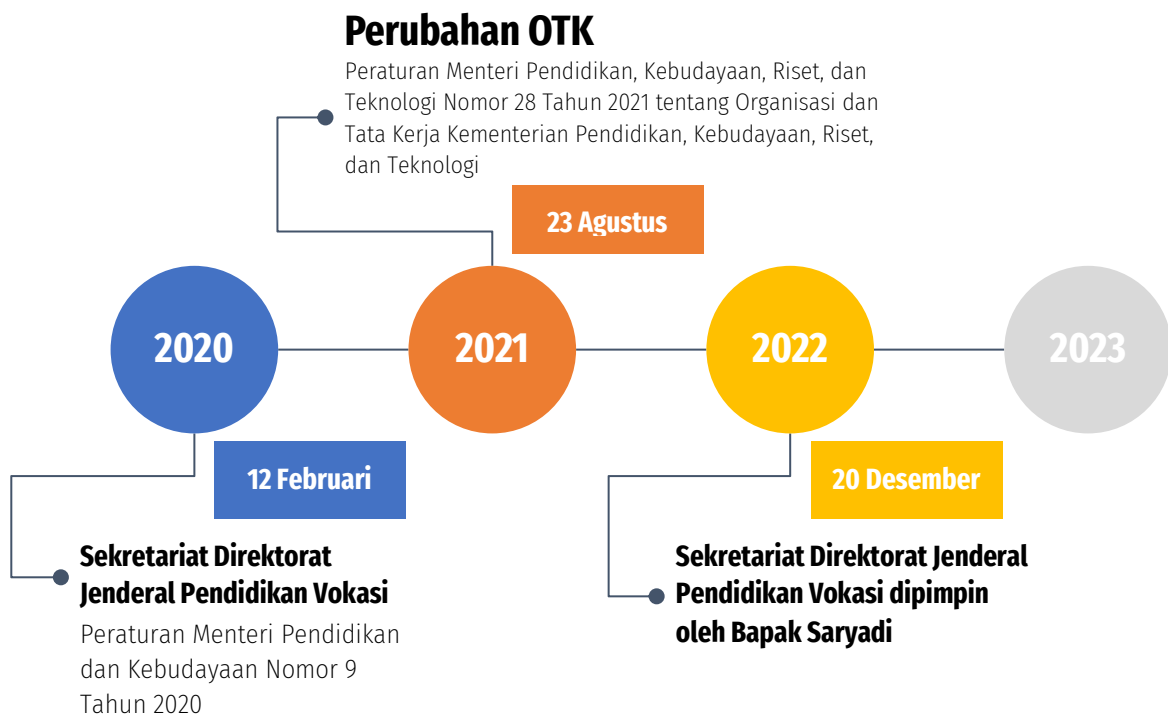 Perubahan OTK
Peraturan Menteri Pendidikan, Kebudayaan, Riset, dan
Teknologi Nomor 28 Tahun 2021 tentang Organisasi dan
Tata Kerja Kementerian Pendidikan, Kebudayaan, Riset,
dan Teknologi
23 Agustus
2020
2021
2022
2023
12 Februari
20 Desember
Sekretariat Direktorat
Jenderal Pendidikan Vokasi
Peraturan Menteri Pendidikan
dan Kebudayaan Nomor 9
Tahun 2020
Sekretariat Direktorat Jenderal
Pendidikan Vokasi dipimpin
oleh Bapak Saryadi